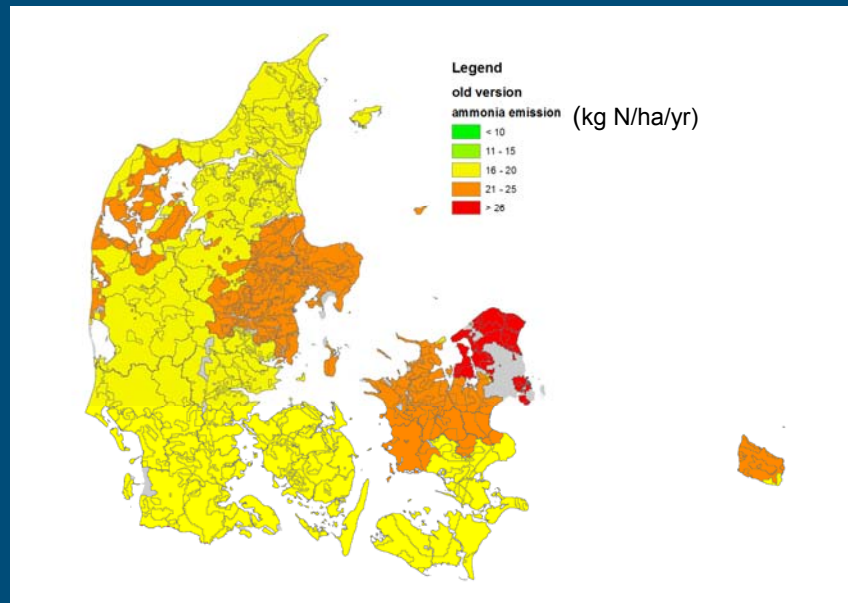 Legend
old version
ammonia emission (kg N/ha/yr)
< 10
11 - 15
16 - 20
21 - 25
> 26